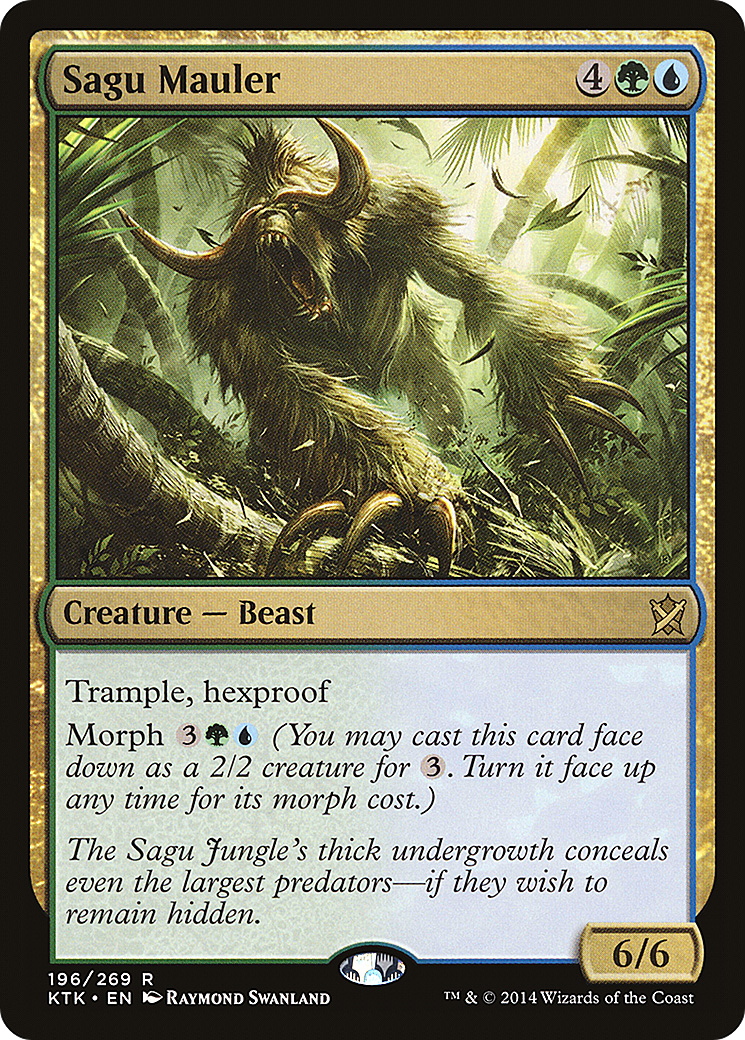 Sagu Mauler 4
Creature — Beast
Trample, hexproof
Morph 3 (You may cast this card face
down as a 2/2 creature for 3. Turn it face up
any time for its morph cost.)
The Sagu Jungle's thick undergrowth conceals
even the largest predators—if they wish to
remain hidden.
6/6
196/269 R
KTK • EN Raymond Swanland
™ & © 2014 Wizards of the Coast